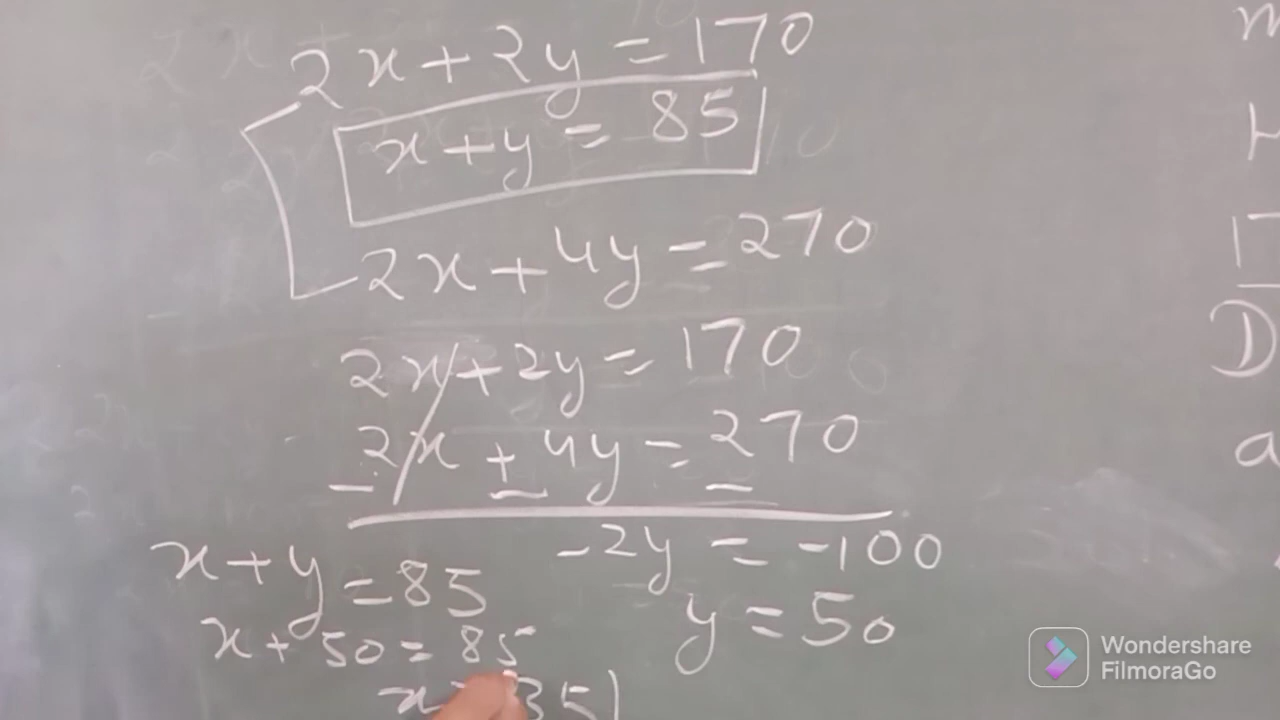 2x + 2y = 170
x + y = 85
2x + 4y = 270
2x + 2y = 170
2x + 4y = 270
-2y = -100
x + y = 85
y = 50
x + 50 = 85
x = 35
D
a
Wondershare
FilmoraGo